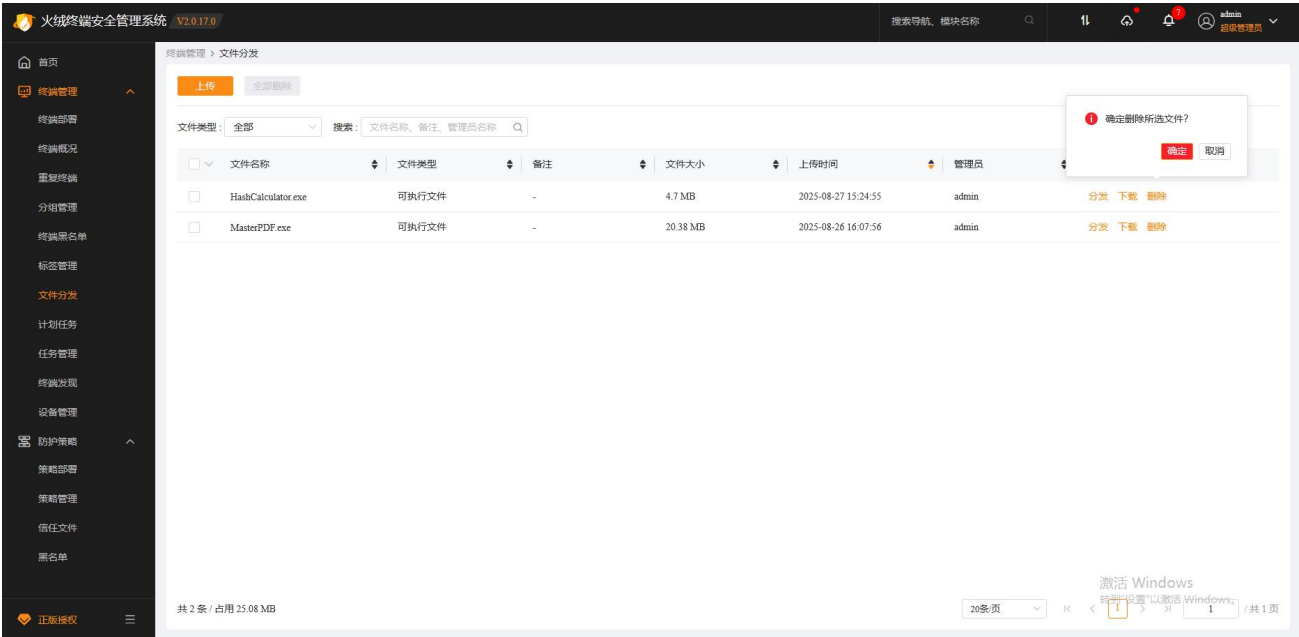 火绒终端安全管理系统 V2.0.17.0 搜索导航、模块名称 7 admin
超级管理员
首页
终端管理
终端部署
终端概况
重复终端
分组管理
终端黑名单
标签管理
文件分发
计划任务
任务管理
终端发现
设备管理
防护策略
策略部署
策略管理
信任文件
黑名单
正版授权
终端管理 > 文件分发
上传 全部删除
文件类型: 全部 搜索: 文件名称、备注、管理员名称
确定删除所选文件?
确定 取消
文件名称 文件类型 备注 文件大小 上传时间 管理员
HashCalculator.exe 可执行文件 - 4.7 MB 2025-08-27 15:24:55 admin 分发 下载 删除
MasterPDF.exe 可执行文件 - 20.38 MB 2025-08-26 16:07:56 admin 分发 下载 删除
激活 Windows
转到"设置"以激活 Windows。
共 2 条 / 占用 25.08 MB 20条/页 1 1 / 共 1 页